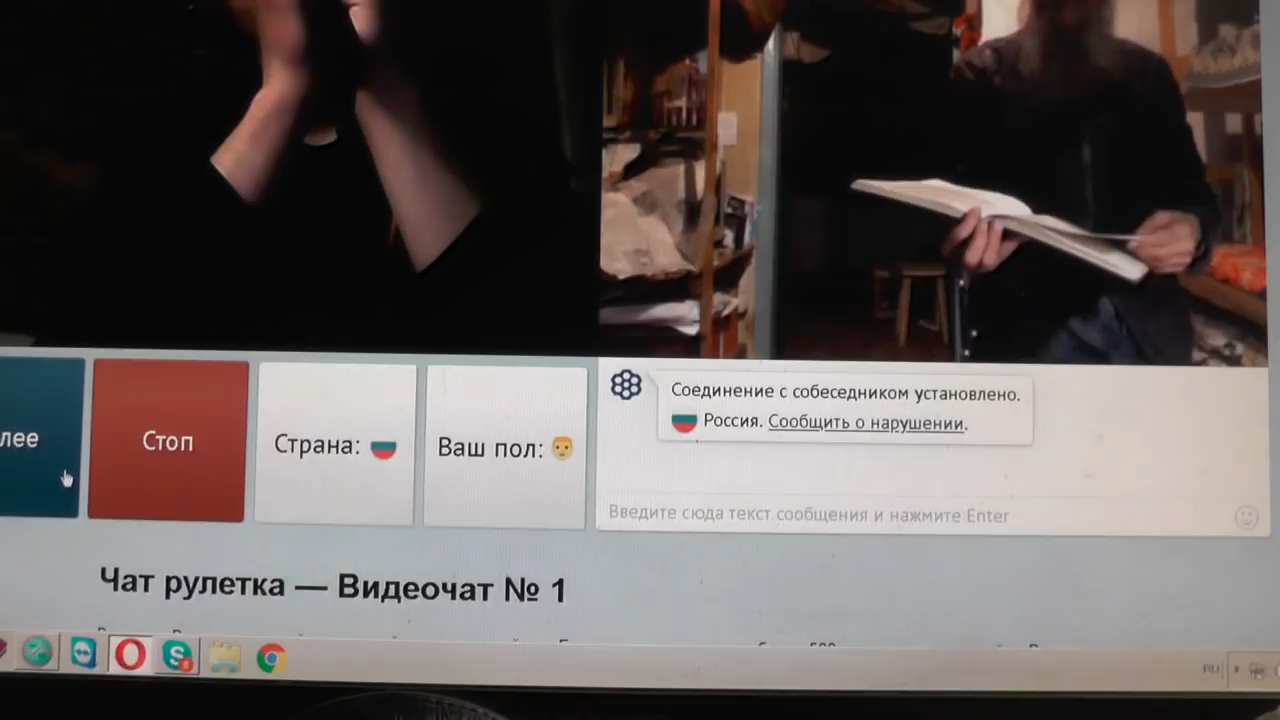 Соединение с собеседником установлено.
Россия. Сообщить о нарушении.
лее
Стоп
Страна:
Ваш пол:
Введите сюда текст сообщения и нажмите Enter
Чат рулетка — Видеочат № 1
RU